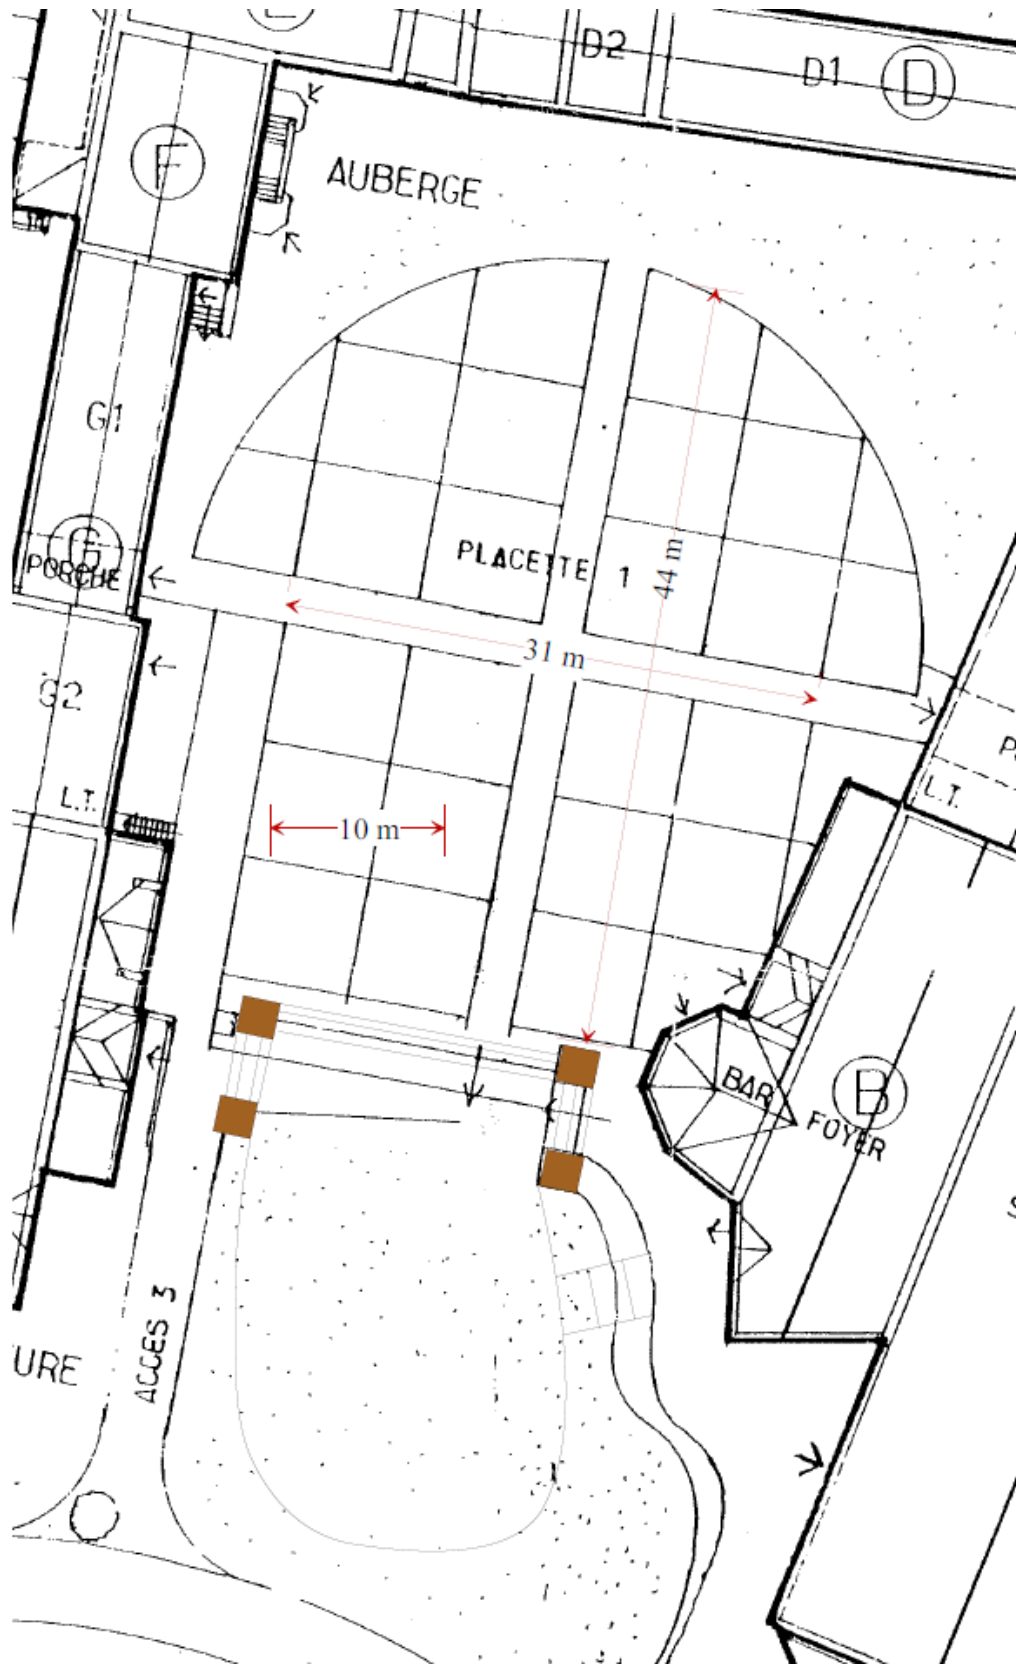 D2
D1
D
F
AUBERGE
G1
G
PORCHE
PLACETTE 1
44 m
31 m
G2
L.T.
L.T.
10 m
BAR
FOYER
B
ACCES 3
URE